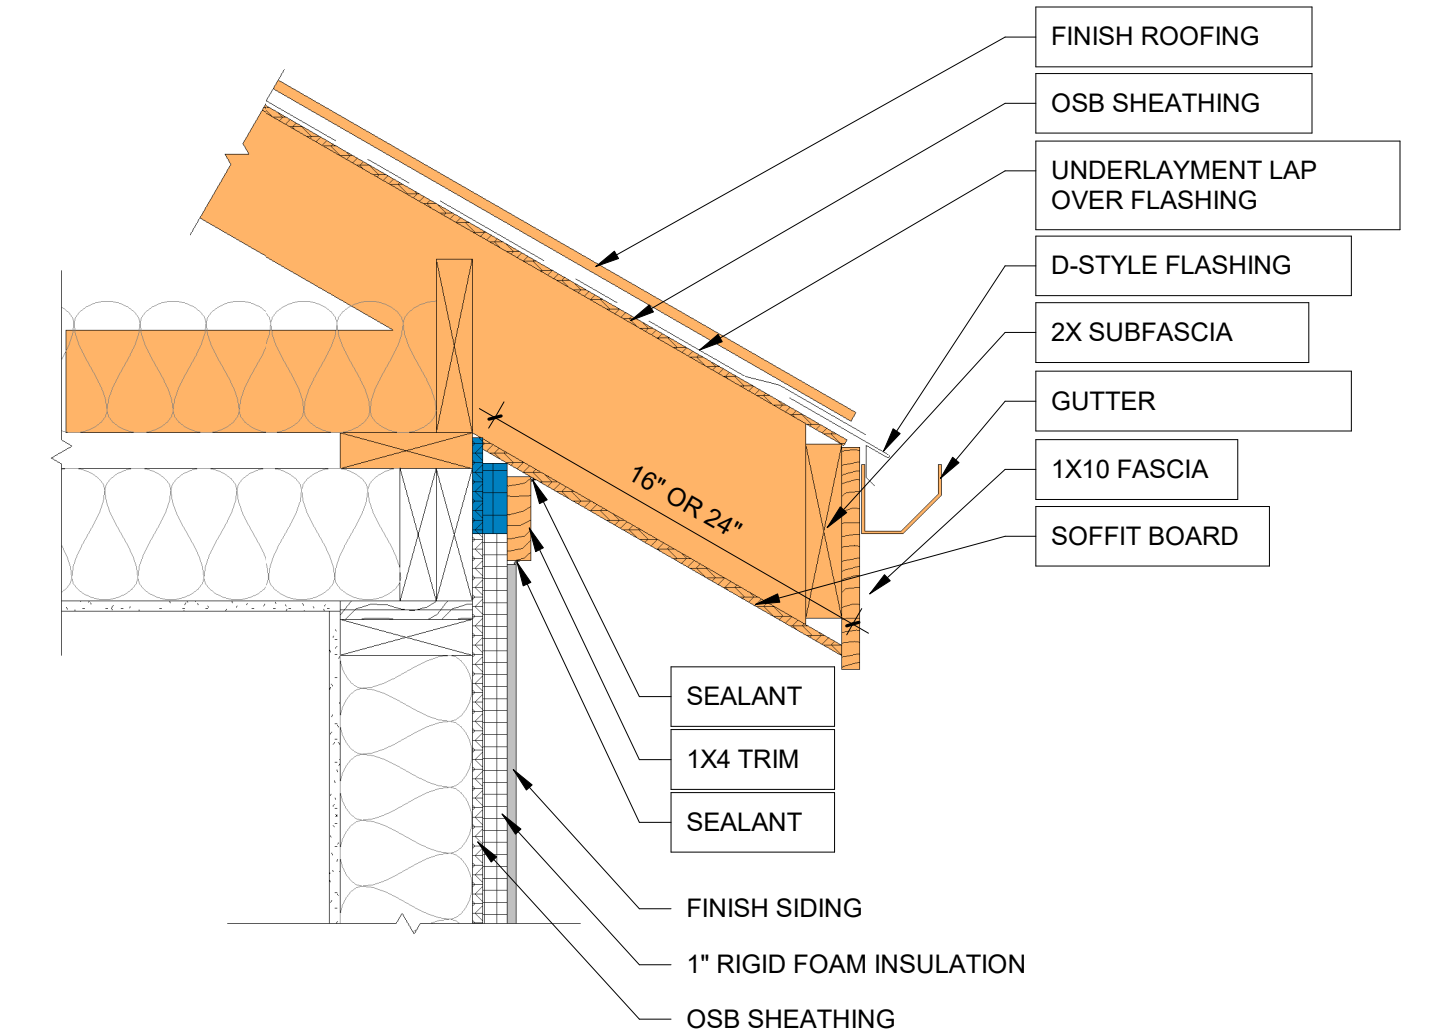 FINISH ROOFING
OSB SHEATHING
UNDERLAYMENT LAP
OVER FLASHING
D-STYLE FLASHING
2X SUBFASCIA
GUTTER
1X10 FASCIA
SOFFIT BOARD
16" OR 24"
SEALANT
1X4 TRIM
SEALANT
FINISH SIDING
1" RIGID FOAM INSULATION
OSB SHEATHING